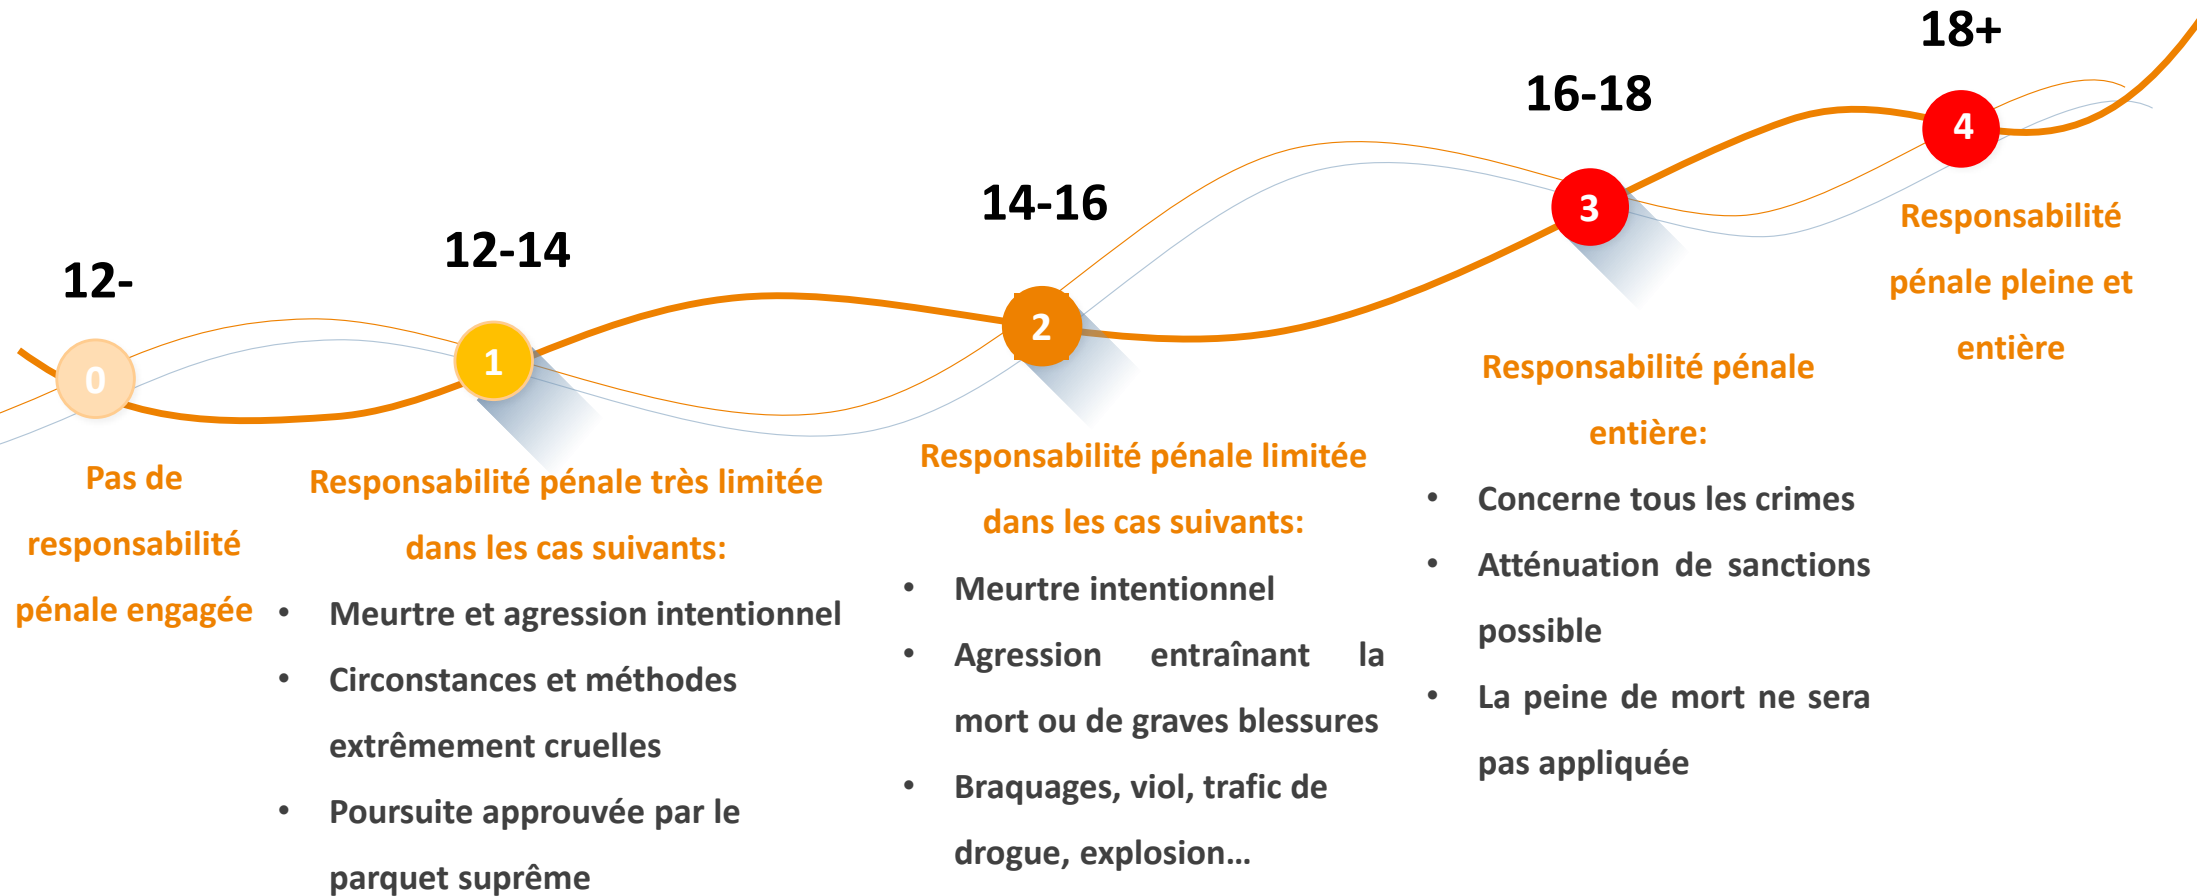 12-
0
Pas de
responsabilité
pénale engagée
12-14
1
Responsabilité pénale très limitée
dans les cas suivants:
• Meurtre et agression intentionnel
• Circonstances et méthodes
extrêmement cruelles
• Poursuite approuvée par le
parquet suprême
14-16
2
Responsabilité pénale limitée
dans les cas suivants:
• Meurtre intentionnel
• Agression entraînant la
mort ou de graves blessures
• Braquages, viol, trafic de
drogue, explosion…
16-18
3
Responsabilité pénale
entière:
• Concerne tous les crimes
• Atténuation de sanctions
possible
• La peine de mort ne sera
pas appliquée
18+
4
Responsabilité
pénale pleine et
entière